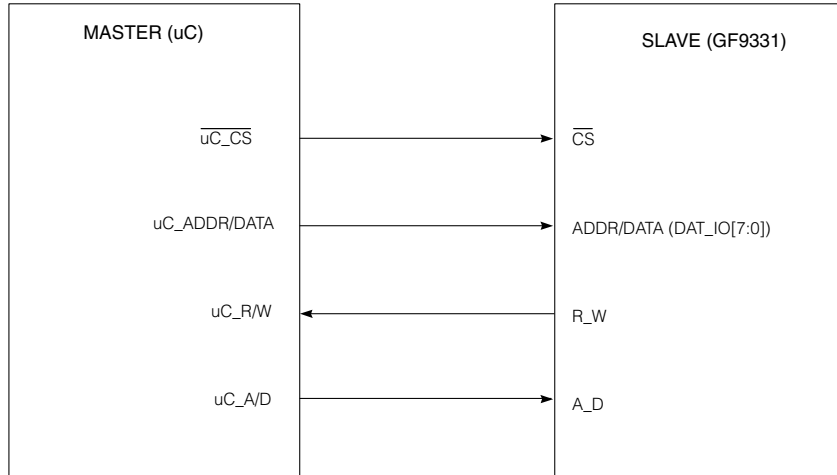 MASTER (uC)
SLAVE (GF9331)
uC_CS
CS
uC_ADDR/DATA
ADDR/DATA (DAT_IO[7:0])
uC_R/W
R_W
uC_A/D
A_D